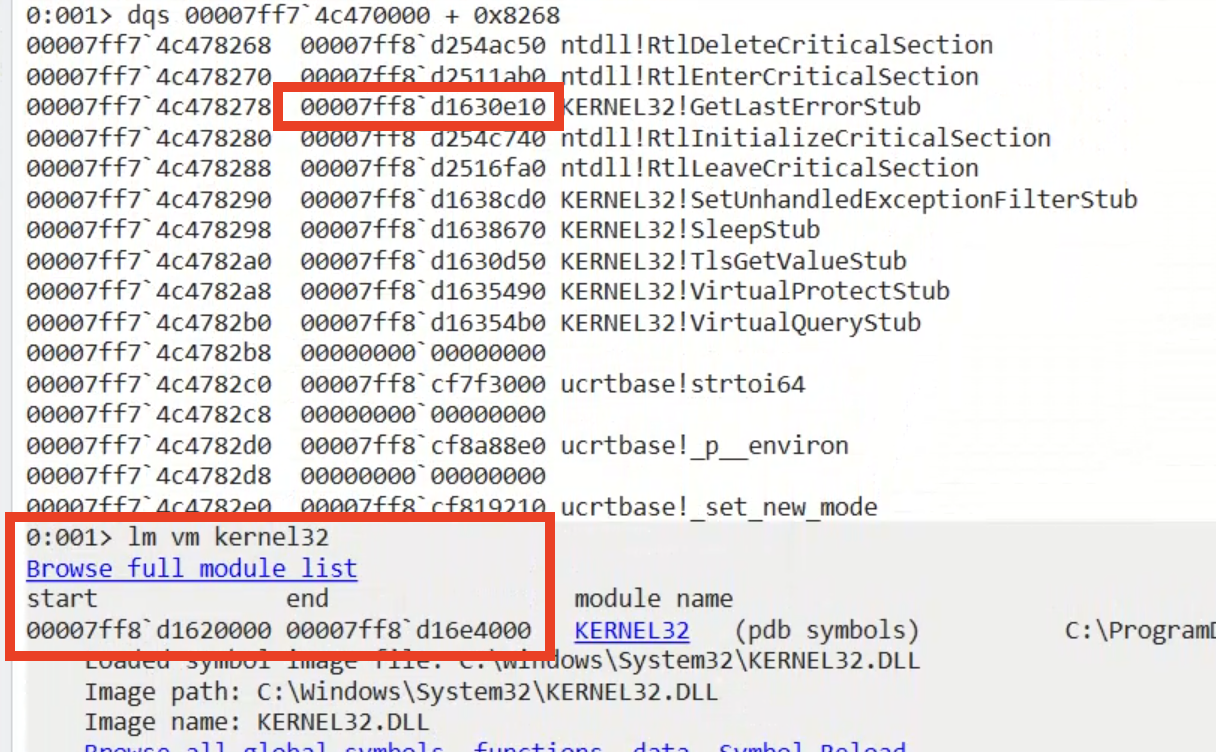 0:001> dqs 00007ff7`4c470000 + 0x8268
00007ff7`4c478268  00007ff8`d254ac50 ntdll!RtlDeleteCriticalSection
00007ff7`4c478270  00007ff8`d2511ab0 ntdll!RtlEnterCriticalSection
00007ff7`4c478278  00007ff8`d1630e10 KERNEL32!GetLastErrorStub
00007ff7`4c478280  00007ff8`d254c740 ntdll!RtlInitializeCriticalSection
00007ff7`4c478288  00007ff8`d2516fa0 ntdll!RtlLeaveCriticalSection
00007ff7`4c478290  00007ff8`d1638cd0 KERNEL32!SetUnhandledExceptionFilterStub
00007ff7`4c478298  00007ff8`d1638670 KERNEL32!SleepStub
00007ff7`4c4782a0  00007ff8`d1630d50 KERNEL32!TlsGetValueStub
00007ff7`4c4782a8  00007ff8`d1635490 KERNEL32!VirtualProtectStub
00007ff7`4c4782b0  00007ff8`d16354b0 KERNEL32!VirtualQueryStub
00007ff7`4c4782b8  00000000`00000000
00007ff7`4c4782c0  00007ff8`cf7f3000 ucrtbase!strtoi64
00007ff7`4c4782c8  00000000`00000000
00007ff7`4c4782d0  00007ff8`cf8a88e0 ucrtbase!_p__environ
00007ff7`4c4782d8  00000000`00000000
00007ff7`4c4782e0  00007ff8`cf819210 ucrtbase!_set_new_mode
0:001> lm vm kernel32
Browse full module list
start             end                 module name
00007ff8`d1620000 00007ff8`d16e4000   KERNEL32   (pdb symbols)          C:\ProgramD
Loaded symbol image file: C:\Windows\System32\KERNEL32.DLL
Image path: C:\Windows\System32\KERNEL32.DLL
Image name: KERNEL32.DLL
Browse all global symbols  functions  data  Symbol Reload